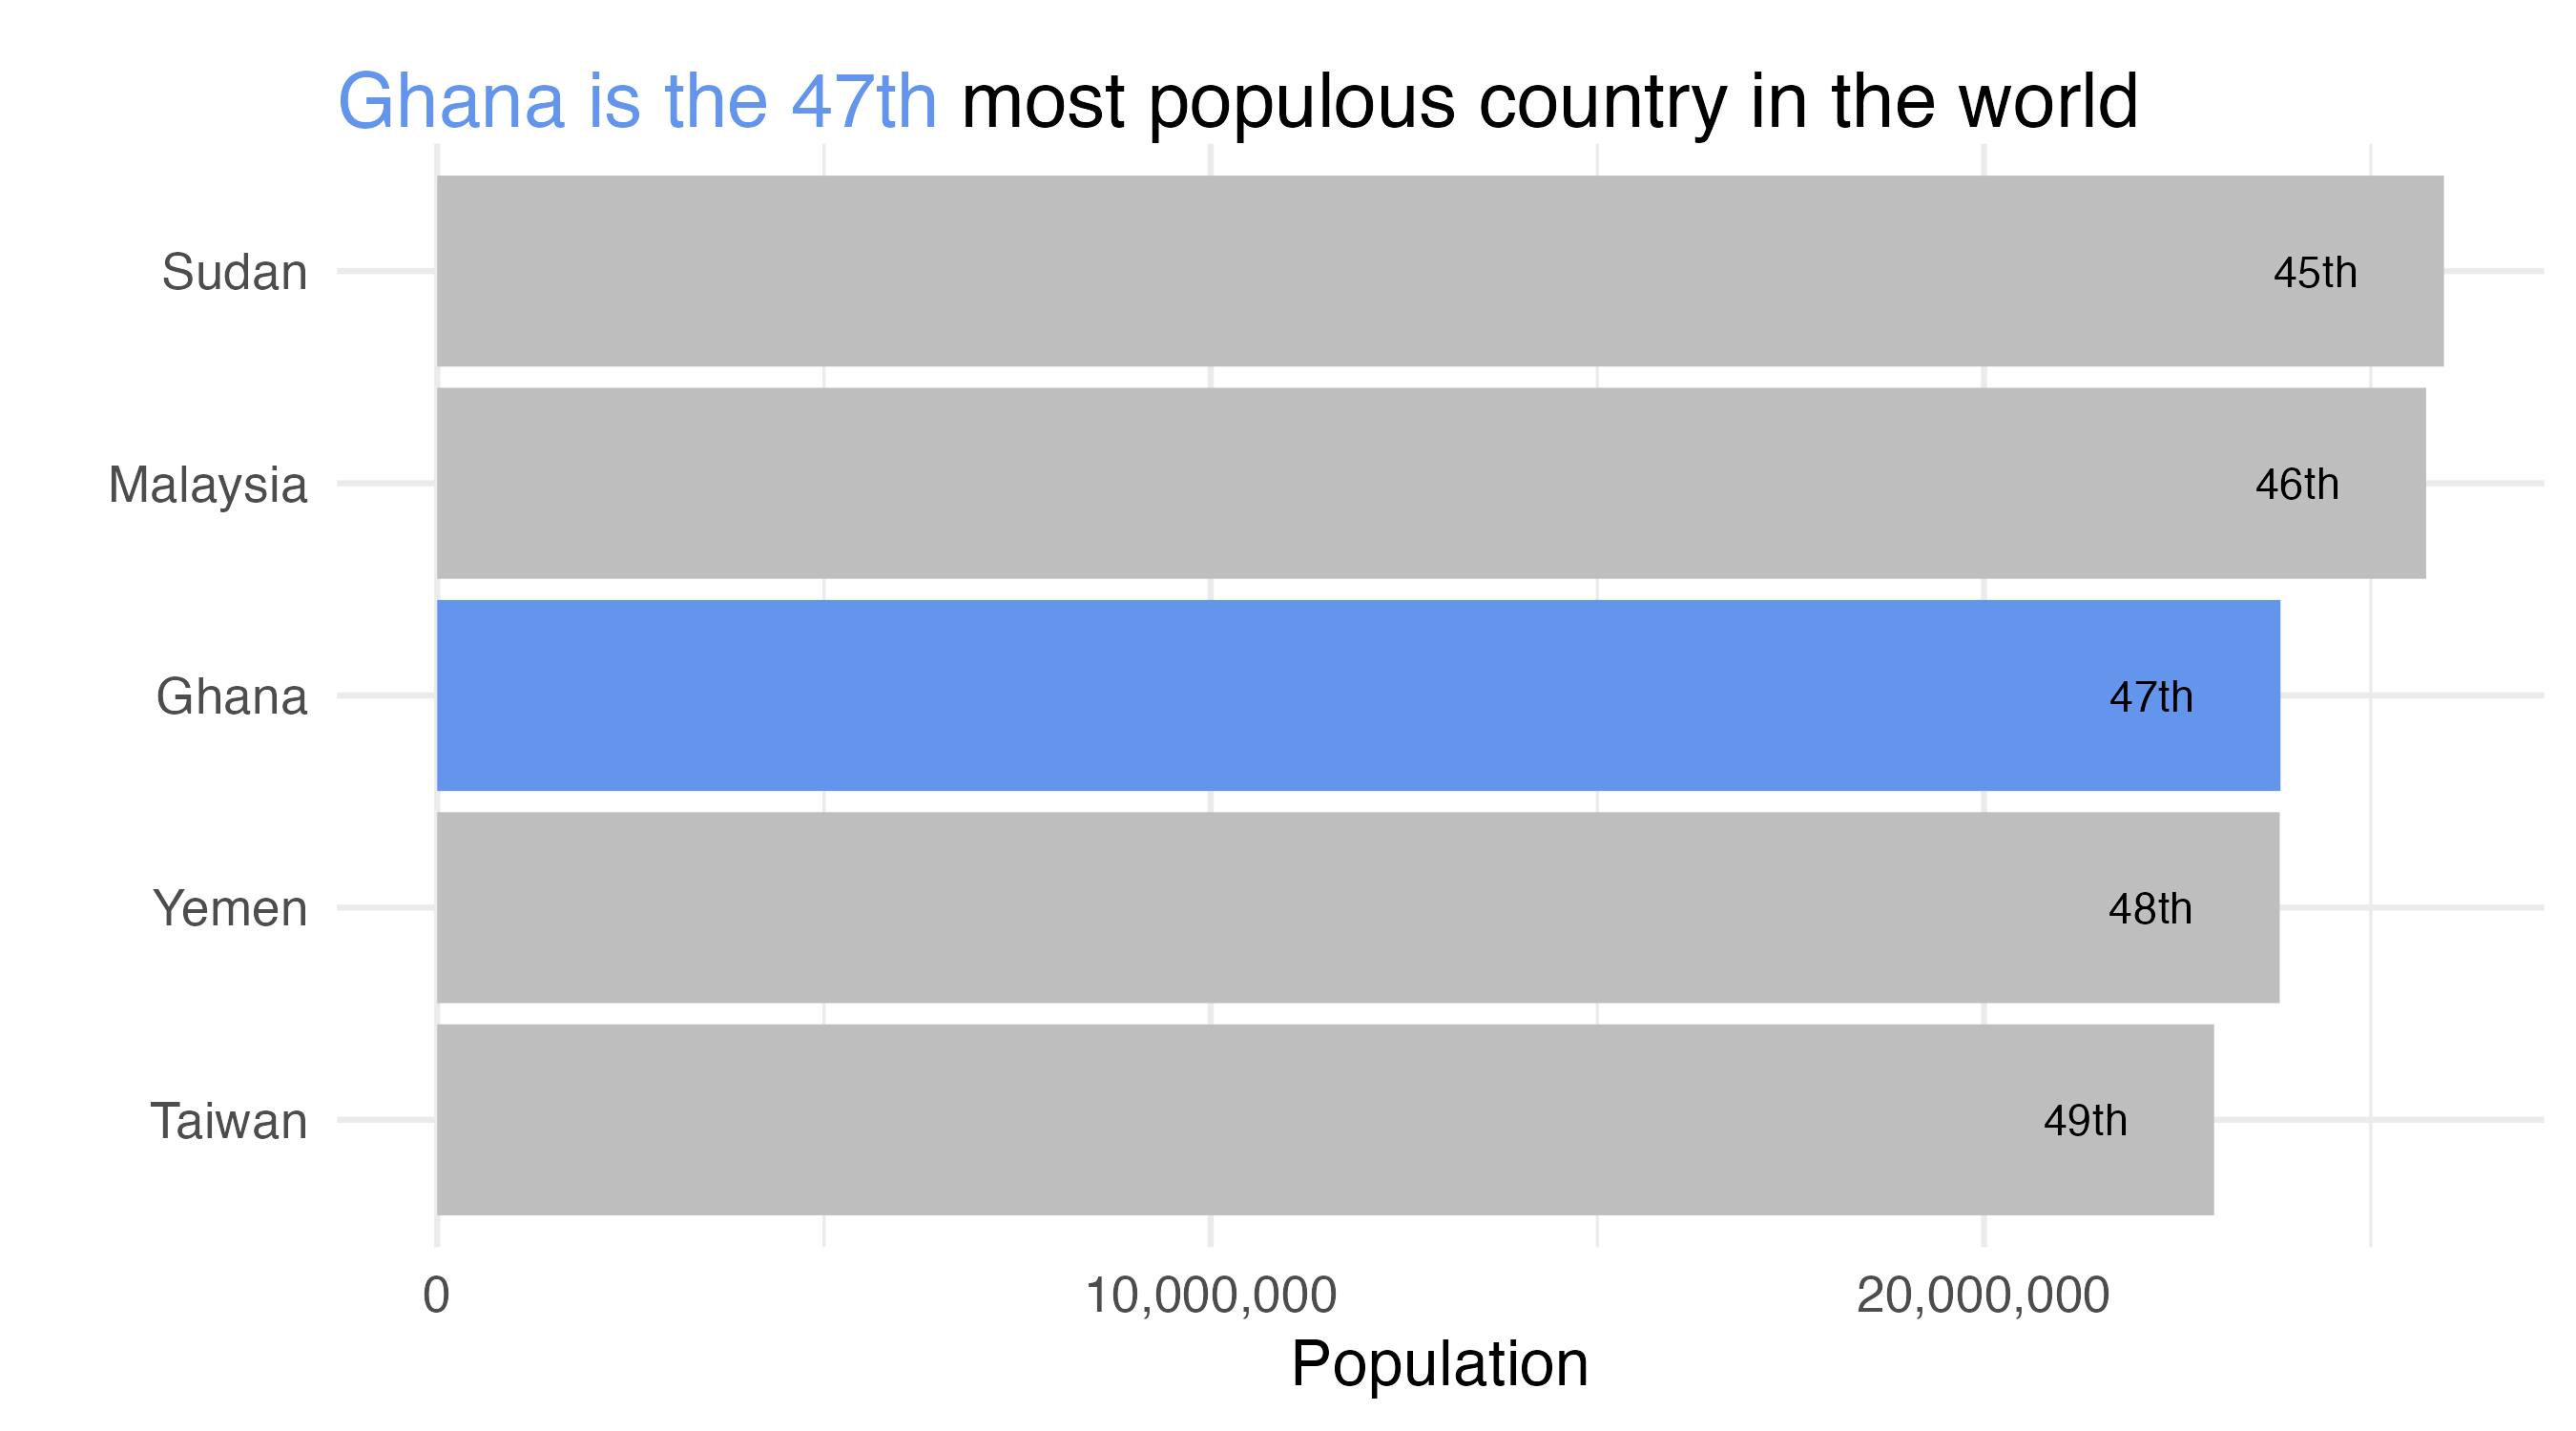 Ghana is the 47th most populous country in the world
Sudan 45th
Malaysia 46th
Ghana 47th
Yemen 48th
Taiwan 49th
0 10,000,000 20,000,000
Population